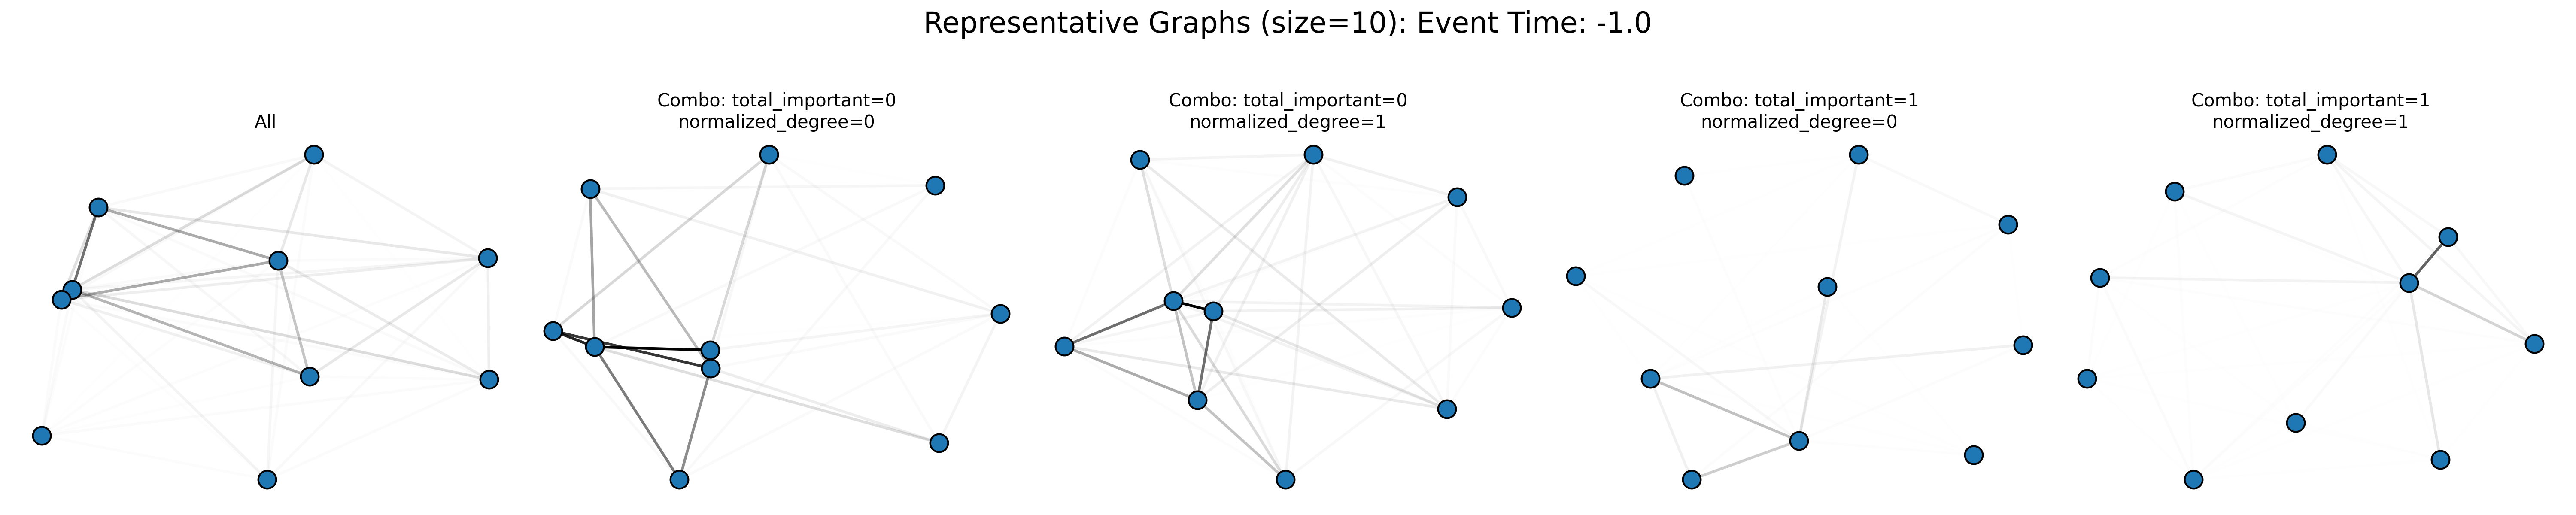 Representative Graphs (size=10): Event Time: -1.0
All
Combo: total_important=0
normalized_degree=0
Combo: total_important=0
normalized_degree=1
Combo: total_important=1
normalized_degree=0
Combo: total_important=1
normalized_degree=1